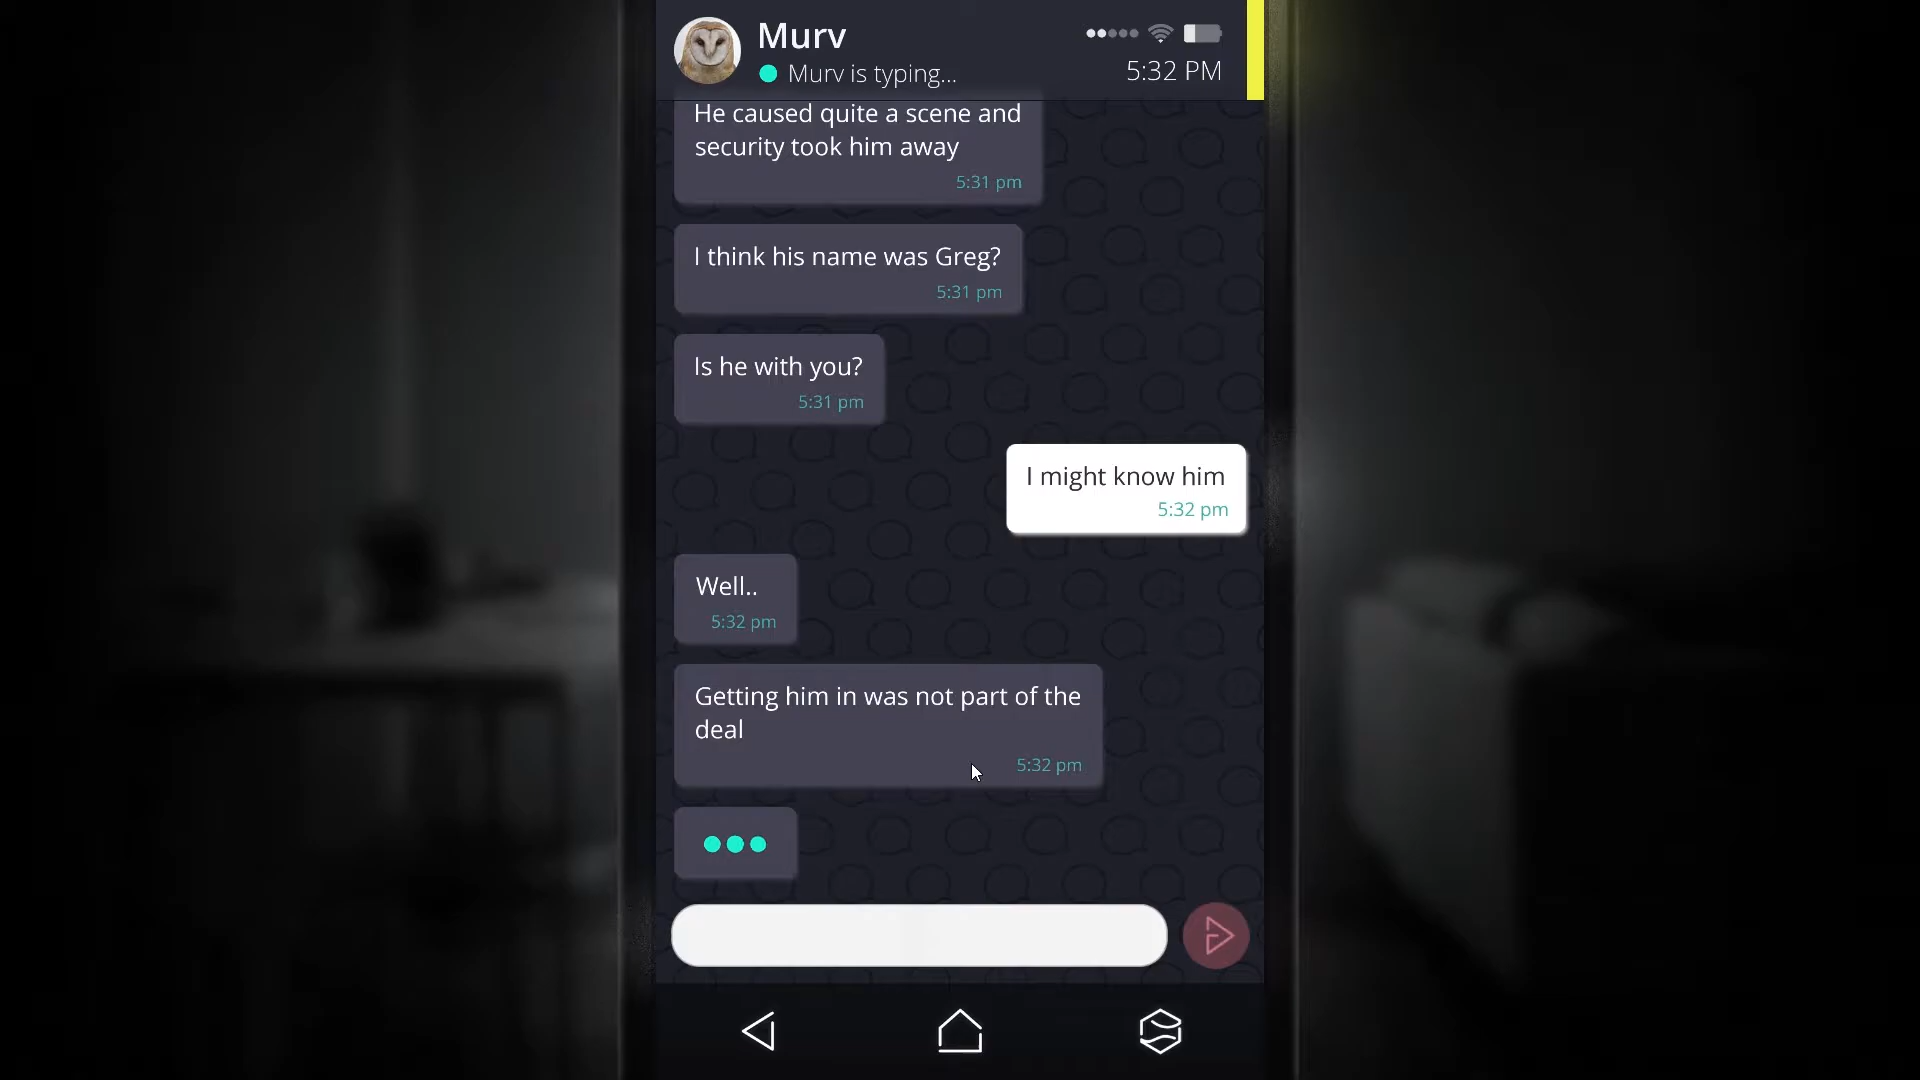 Murv
Murv is typing...
5:32 PM
He caused quite a scene and
security took him away
5:31 pm
I think his name was Greg?
5:31 pm
Is he with you?
5:31 pm
I might know him
5:32 pm
Well..
5:32 pm
Getting him in was not part of the
deal
5:32 pm